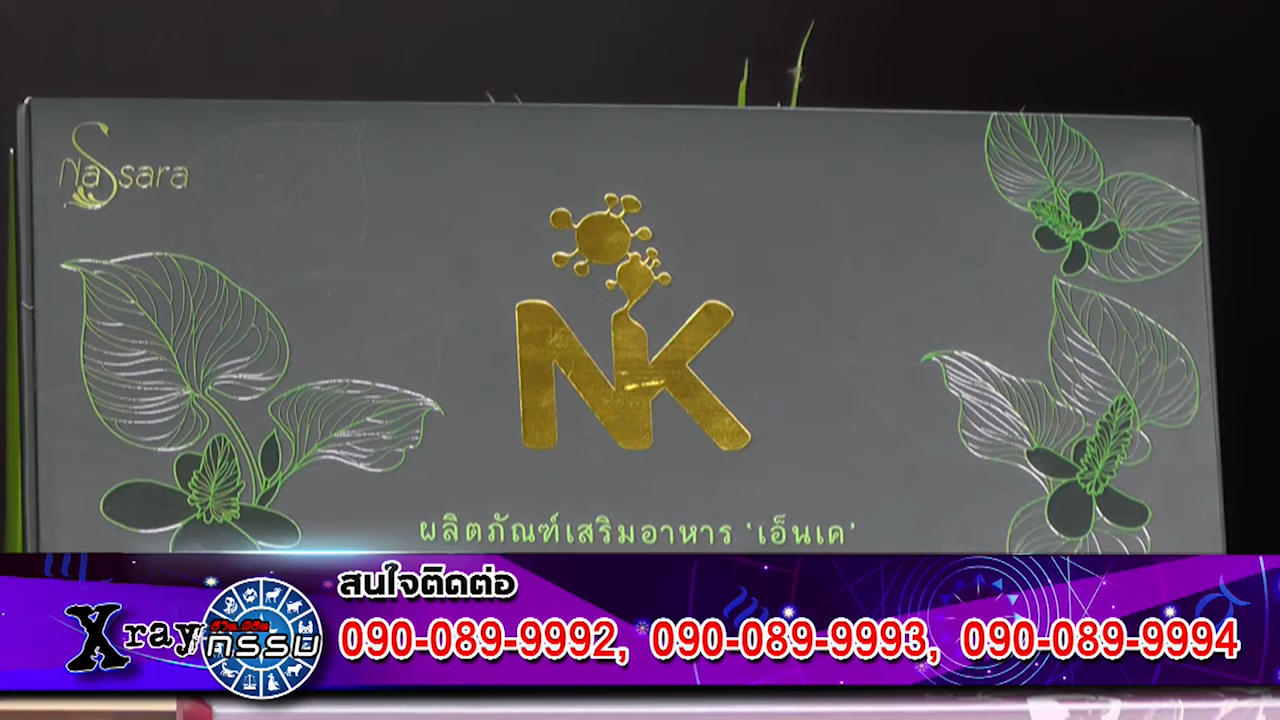 Nassara
NK
ผลิตภัณฑ์เสริมอาหาร ‘เอ็นเค’
สนใจติดต่อ
Xray
กรรม
090-089-9992, 090-089-9993, 090-089-9994